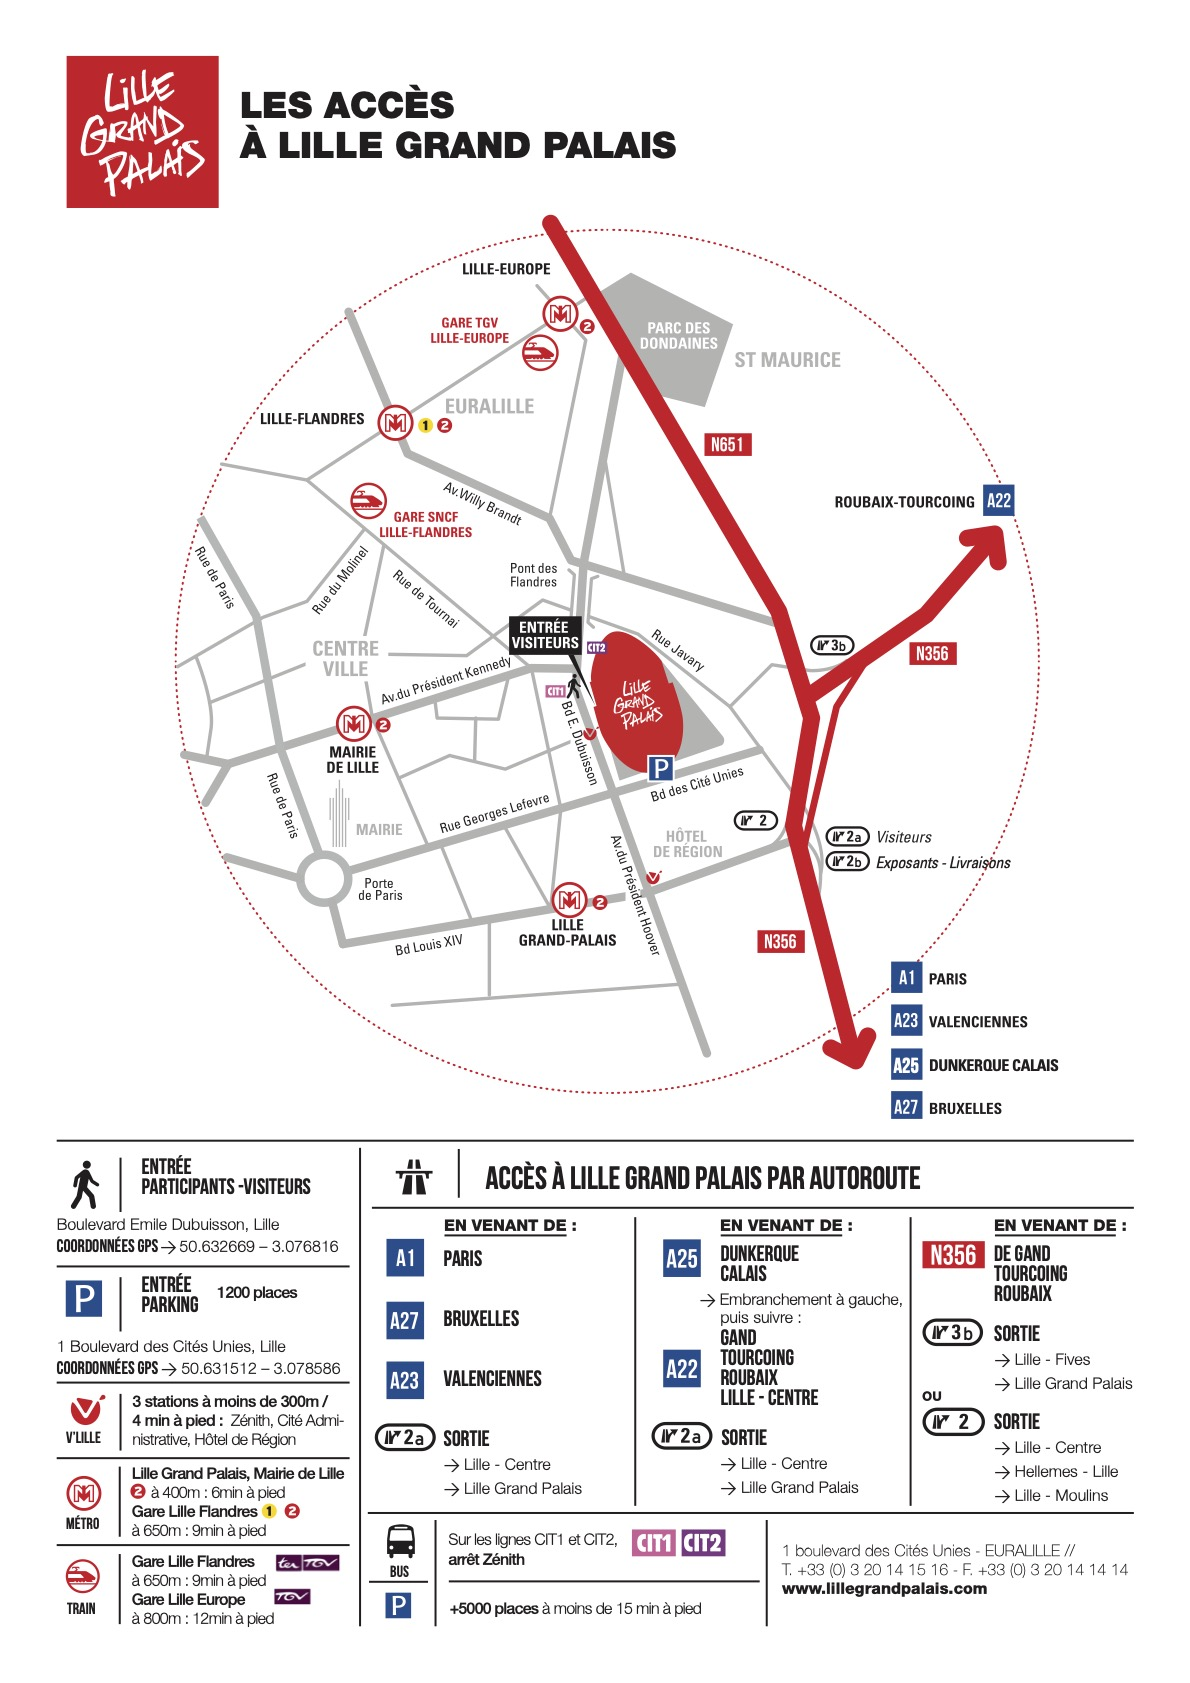 LiLLE
GRAND
PALAiS
LES ACCÈS
À LILLE GRAND PALAIS
LILLE-EUROPE
GARE TGV
LILLE-EUROPE
2
PARC DES
DONDAINES
ST MAURICE
EURALILLE
LILLE-FLANDRES
1 2
N651
Av.Willy Brandt
ROUBAIX-TOURCOING A22
GARE SNCF
LILLE-FLANDRES
Rue de Paris
Rue du Molinel
Rue de Tournai
Pont des
Flandres
ENTRÉE
VISITEURS
CIT2
Rue Javary
3b
N356
CENTRE
VILLE
Av.du Président Kennedy
CIT1
LiLLE
GRAND
PALAiS
Bd E. Dubuisson
2
MAIRIE
DE LILLE
P
Rue de Paris
Bd des Cité Unies
MAIRIE
Rue Georges Lefevre
2
HÔTEL
DE RÉGION
2a Visiteurs
2b Exposants - Livraisons
Av.du Président Hoover
Porte
de Paris
2
LILLE
GRAND-PALAIS
Bd Louis XIV
N356
A1 PARIS
A23 VALENCIENNES
A25 DUNKERQUE CALAIS
A27 BRUXELLES
ENTRÉE
PARTICIPANTS -VISITEURS
Boulevard Emile Dubuisson, Lille
COORDONNÉES GPS → 50.632669 – 3.076816
P
ENTRÉE
PARKING
1200 places
1 Boulevard des Cités Unies, Lille
COORDONNÉES GPS → 50.631512 – 3.078586
V'LILLE
3 stations à moins de 300m /
4 min à pied : Zénith, Cité Admi-
nistrative, Hôtel de Région
MÉTRO
Lille Grand Palais, Mairie de Lille
2 à 400m : 6min à pied
Gare Lille Flandres 1 2
à 650m : 9min à pied
TRAIN
Gare Lille Flandres ter TGV
à 650m : 9min à pied
Gare Lille Europe TGV
à 800m : 12min à pied
ACCÈS À LILLE GRAND PALAIS PAR AUTOROUTE
EN VENANT DE :
A1 PARIS
A27 BRUXELLES
A23 VALENCIENNES
2a SORTIE
→ Lille - Centre
→ Lille Grand Palais
EN VENANT DE :
A25 DUNKERQUE
CALAIS
→ Embranchement à gauche,
puis suivre :
A22
GAND
TOURCOING
ROUBAIX
LILLE - CENTRE
2a SORTIE
→ Lille - Centre
→ Lille Grand Palais
EN VENANT DE :
N356 DE GAND
TOURCOING
ROUBAIX
3b SORTIE
→ Lille - Fives
→ Lille Grand Palais
OU
2 SORTIE
→ Lille - Centre
→ Hellemes - Lille
→ Lille - Moulins
BUS
Sur les lignes CIT1 et CIT2, CIT1 CIT2
arrêt Zénith
P
+5000 places à moins de 15 min à pied
1 boulevard des Cités Unies - EURALILLE //
T. +33 (0) 3 20 14 15 16 - F. +33 (0) 3 20 14 14 14
www.lillegrandpalais.com